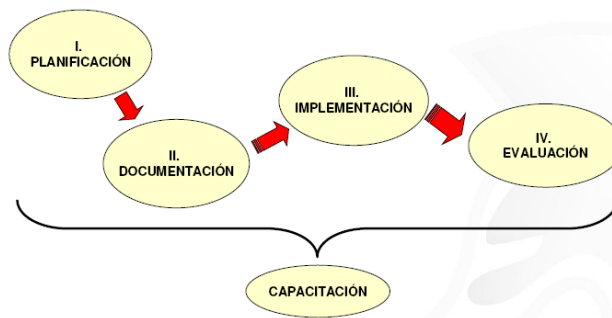 I.
PLANIFICACIÓN
II.
DOCUMENTACIÓN
III.
IMPLEMENTACIÓN
IV.
EVALUACIÓN
CAPACITACIÓN